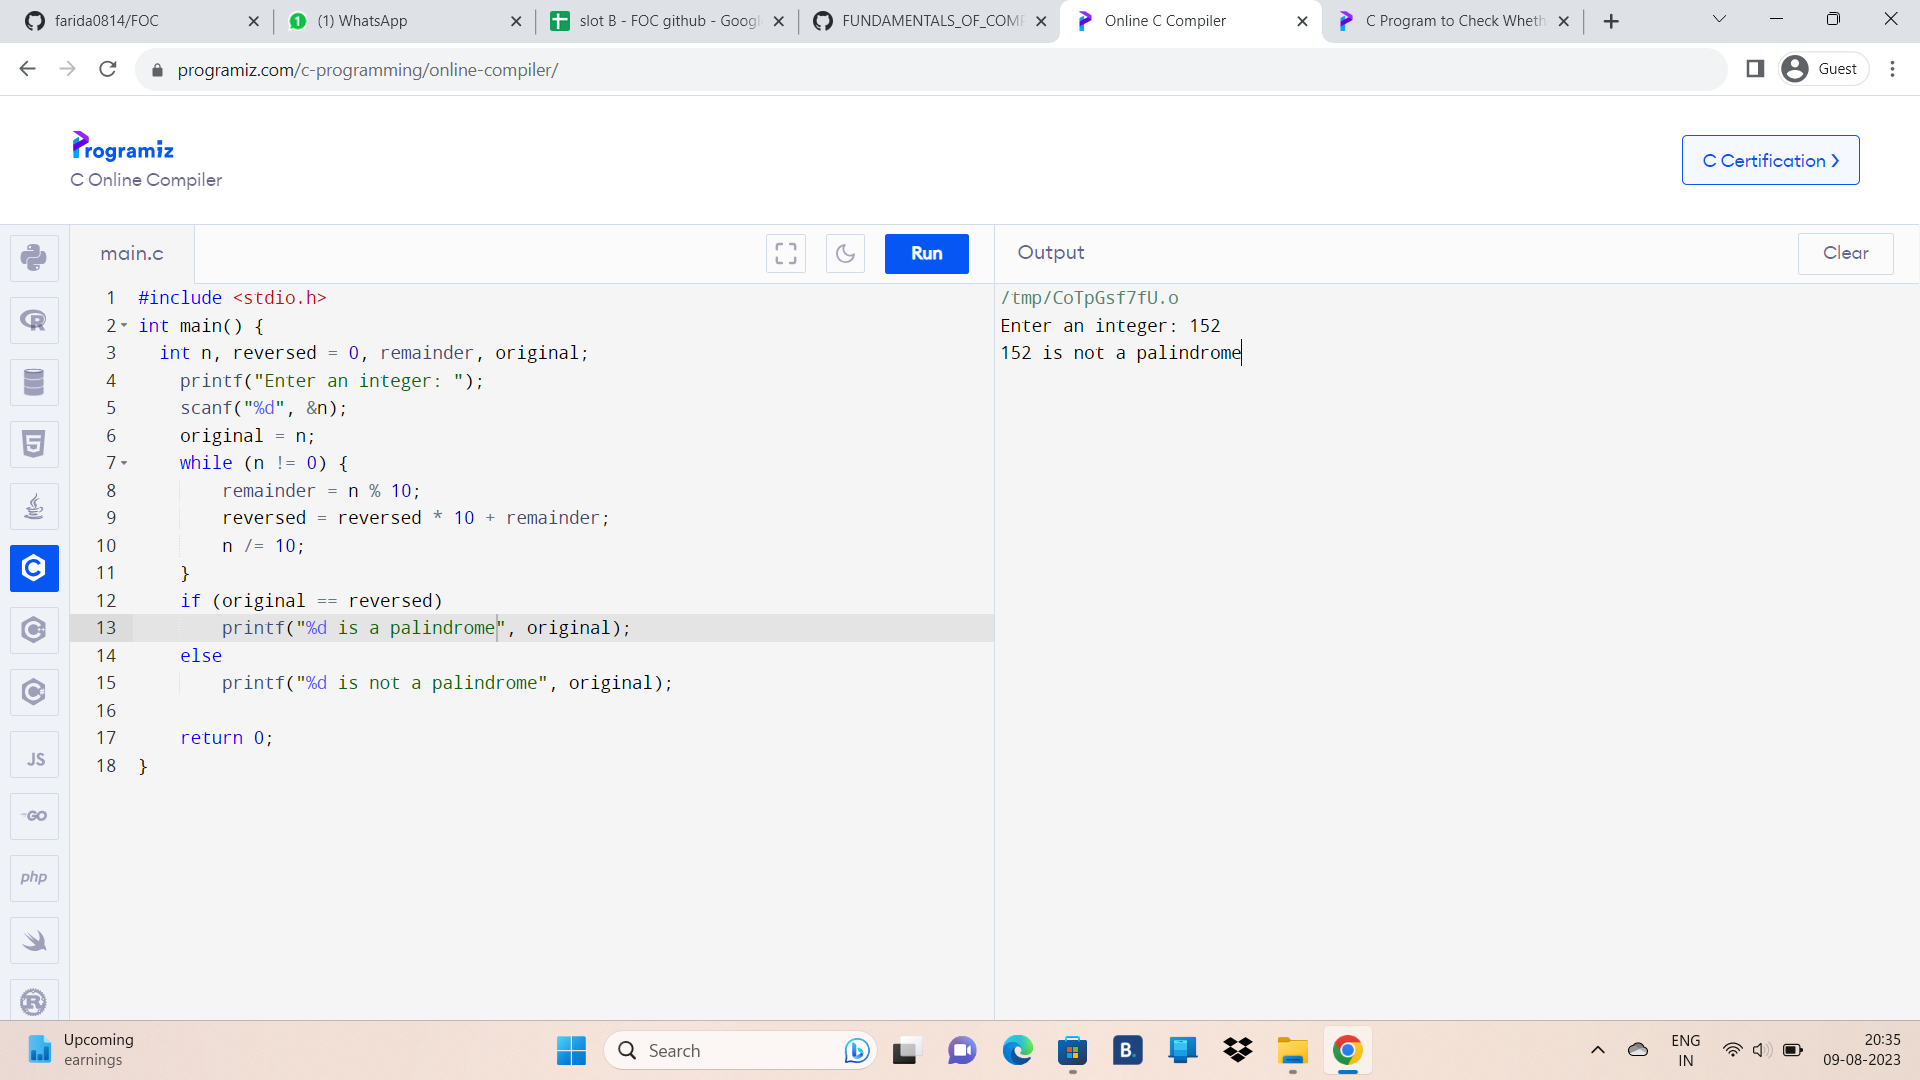 farida0814/FOC
(1) WhatsApp
slot B - FOC github - Google
FUNDAMENTALS_OF_COMP
Online C Compiler
C Program to Check Wheth
programiz.com/c-programming/online-compiler/
Guest
Programiz
C Online Compiler
C Certification
main.c
Run
Output
Clear
1 #include <stdio.h>
2 int main() {
3 int n, reversed = 0, remainder, original;
4 printf("Enter an integer: ");
5 scanf("%d", &n);
6 original = n;
7 while (n != 0) {
8 remainder = n % 10;
9 reversed = reversed * 10 + remainder;
10 n /= 10;
11 }
12 if (original == reversed)
13 printf("%d is a palindrome", original);
14 else
15 printf("%d is not a palindrome", original);
16
17 return 0;
18 }
/tmp/CoTpGsf7fU.o
Enter an integer: 152
152 is not a palindrome
JS
GO
php
Upcoming
earnings
Search
B.
ENG
IN
20:35
09-08-2023